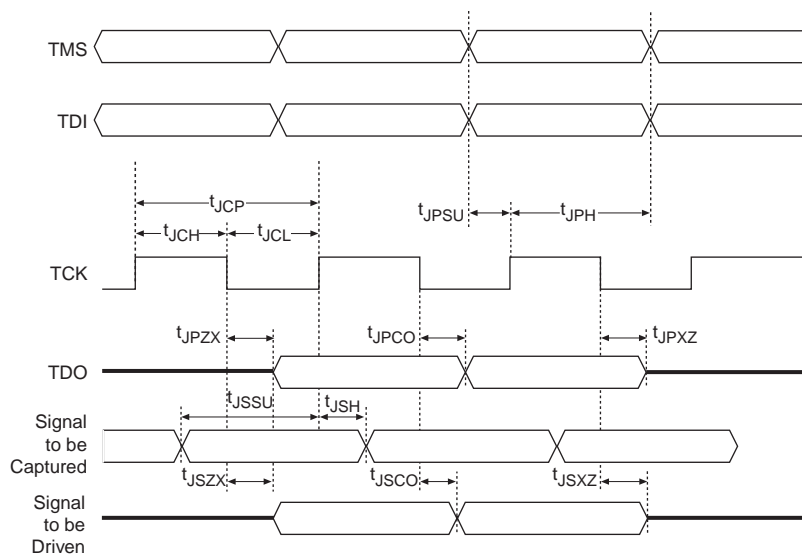 TMS
TDI
tJCP
tJPSU
tJPH
tJCH
tJCL
TCK
tJPZX
tJPCO
tJPXZ
TDO
tJSSU
tJSH
Signal
to be
Captured
tJSZX
tJSCO
tJSXZ
Signal
to be
Driven